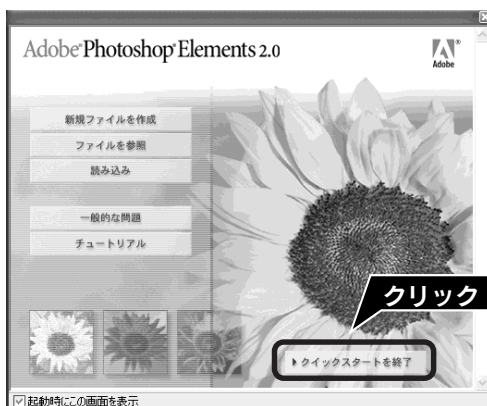 Adobe® Photoshop® Elements 2.0
Adobe®
新規ファイルを作成
ファイルを参照
読み込み
一般的な問題
チュートリアル
クリック
クイックスタートを終了
起動時にこの画面を表示